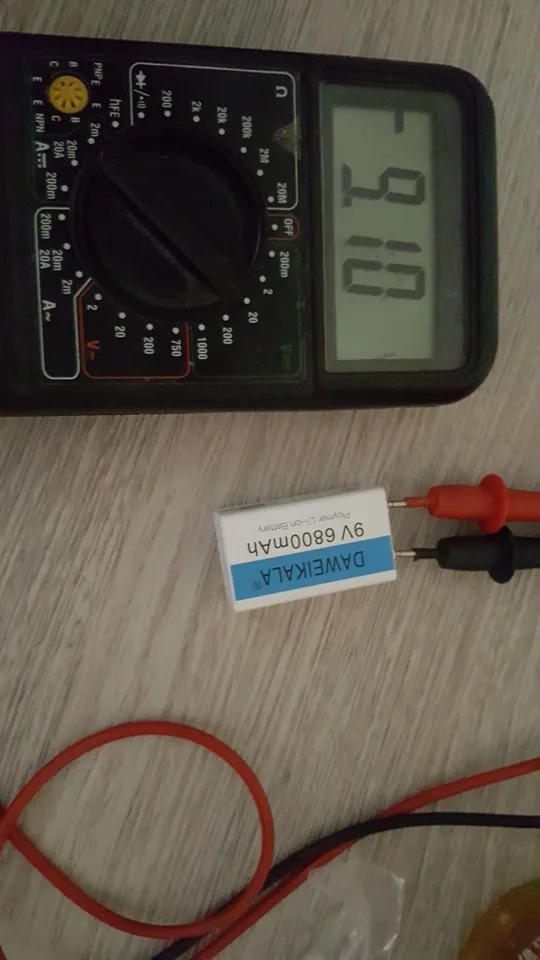 - 9.10
Ω
200
2k
20k
200k
2M
20M
OFF
200m
2
20
200
1000
V
750
200
20
2
V~
2m
20m
20A
200m
A~
200m
20m
20A
A
2m
hFE
PNP
E
B
C
E
E
B
C
NPN
DAWEIKALA®
9V 6800mAh
Ploymer Li-ion Battery